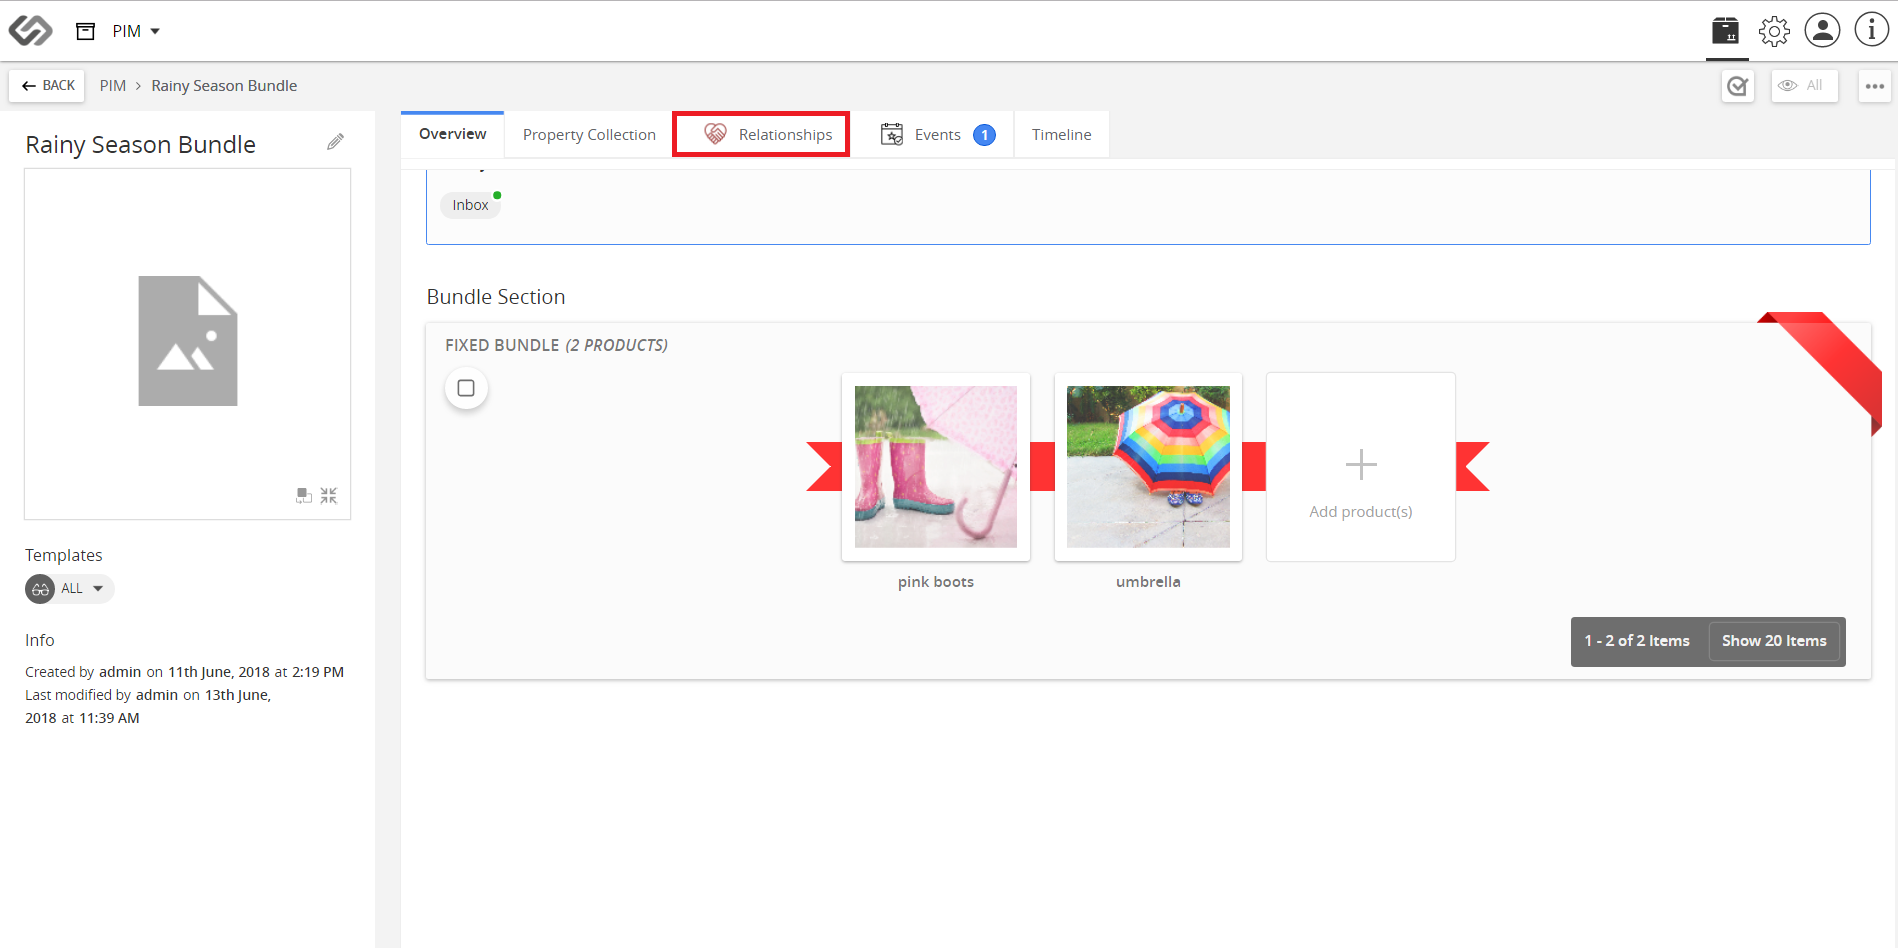 PIM
BACK
PIM > Rainy Season Bundle
All
Rainy Season Bundle
Overview
Property Collection
Relationships
Events 1
Timeline
Inbox
Bundle Section
FIXED BUNDLE (2 PRODUCTS)
Add product(s)
pink boots
umbrella
1 - 2 of 2 Items
Show 20 Items
Templates
ALL
Info
Created by admin on 11th June, 2018 at 2:19 PM
Last modified by admin on 13th June,
2018 at 11:39 AM